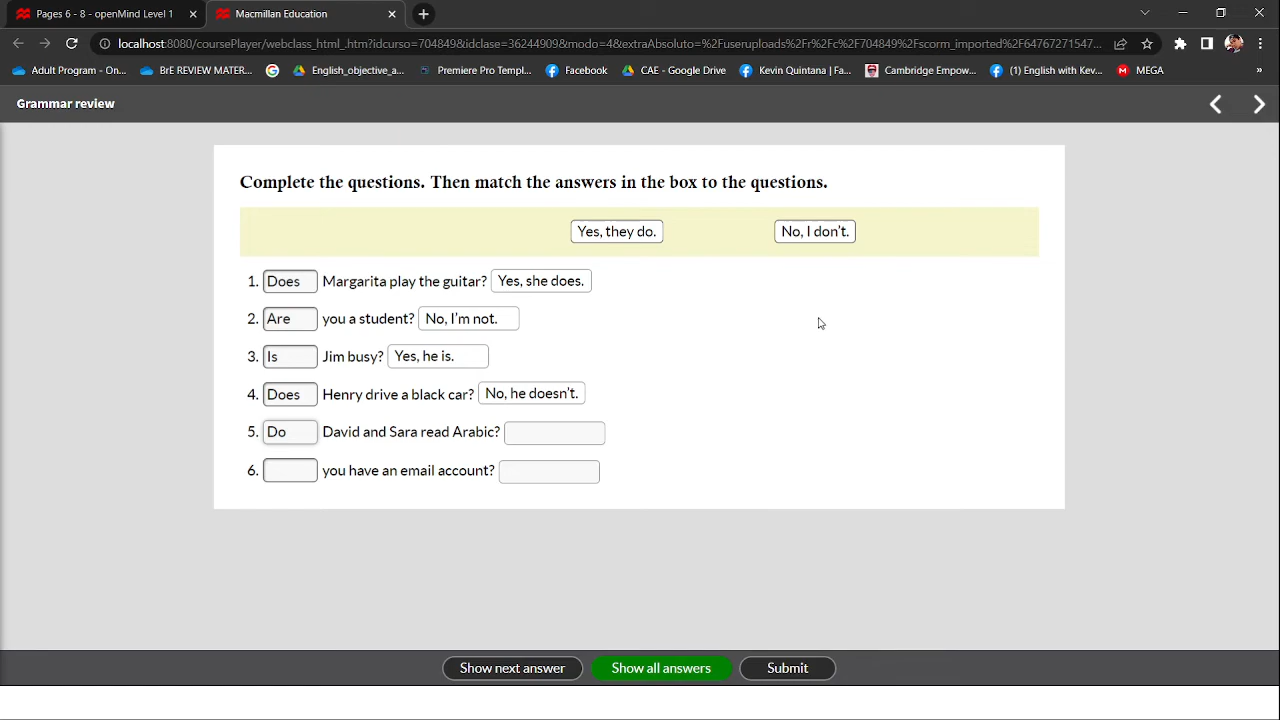 Pages 6 - 8 - openMind Level 1
Macmillan Education
localhost:8080/coursePlayer/webclass_html_.htm?idcurso=704849&idclase=36244909&modo=4&extraAbsoluto=%2Fuseruploads%2Fr%2Fc%2F704849%2Fscorm_imported%2F64767271547...
Adult Program - On... BrE REVIEW MATER... English_objective_a... Premiere Pro Templ... Facebook CAE - Google Drive Kevin Quintana | Fa... Cambridge Empow... (1) English with Kev... MEGA »
Grammar review
Complete the questions. Then match the answers in the box to the questions.
Yes, they do. No, I don't.
1. Does Margarita play the guitar? Yes, she does.
2. Are you a student? No, I'm not.
3. Is Jim busy? Yes, he is.
4. Does Henry drive a black car? No, he doesn't.
5. Do David and Sara read Arabic?
6. you have an email account?
Show next answer Show all answers Submit